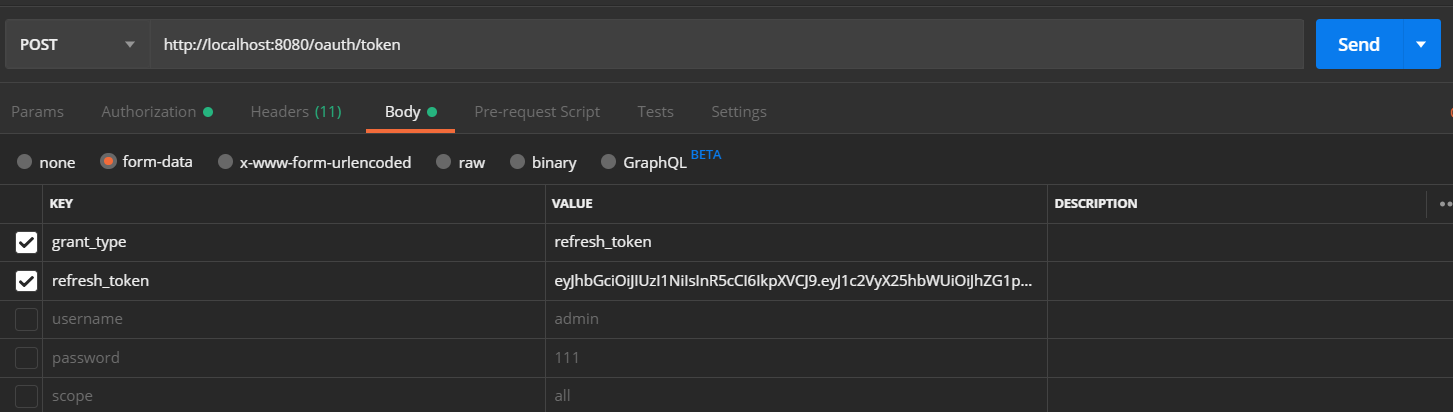 POST http://localhost:8080/oauth/token Send
Params Authorization Headers (11) Body Pre-request Script Tests Settings
none form-data x-www-form-urlencoded raw binary GraphQL BETA
KEY VALUE DESCRIPTION
grant_type refresh_token
refresh_token eyJhbGciOiJIUzI1NiIsInR5cCI6IkpXVCJ9.eyJ1c2VyX25hbWUiOiJhZG1p...
username admin
password 111
scope all